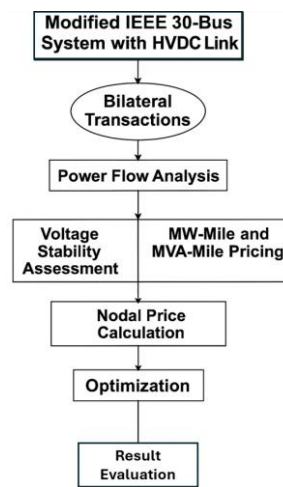 Modified IEEE 30-Bus
System with HVDC Link
Bilateral
Transactions
Power Flow Analysis
Voltage
Stability
Assessment
MW-Mile and
MVA-Mile Pricing
Nodal Price
Calculation
Optimization
Result
Evaluation